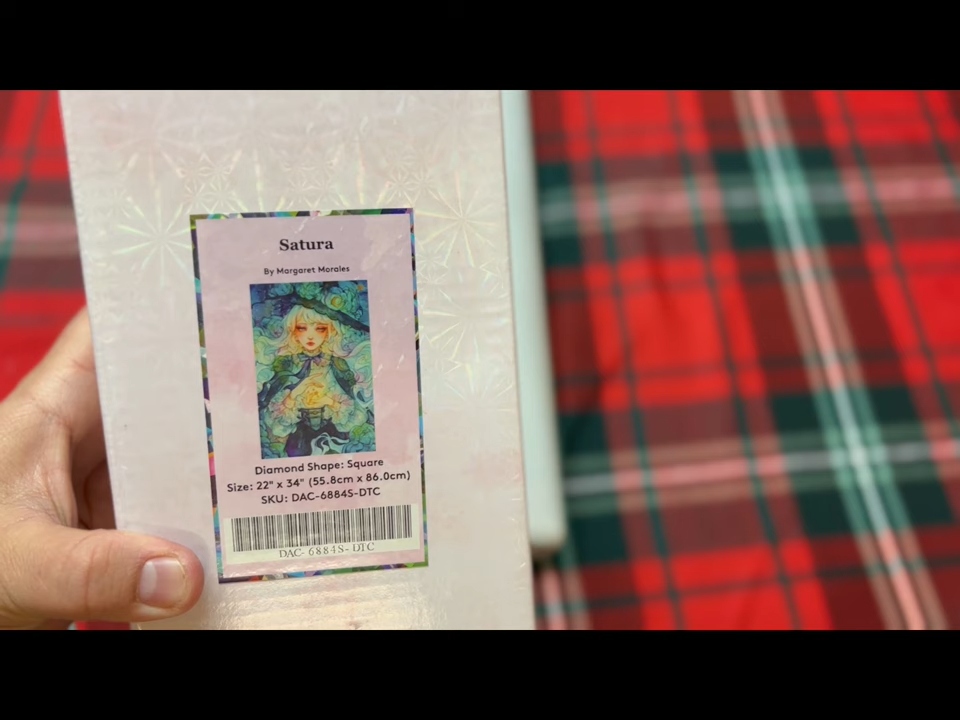 Satura
By Margaret Morales
Diamond Shape: Square
Size: 22" x 34" (55.8cm x 86.0cm)
SKU: DAC-6884S-DTC
DAC- 6884S- DTC